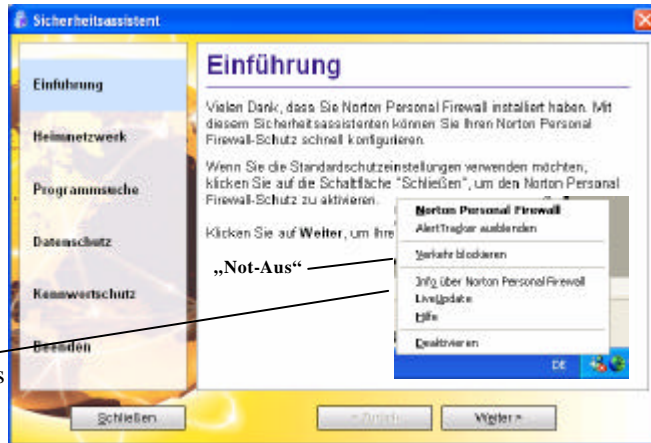 Sicherheitsassistent
Einführung
Heimnetzwerk
Programmsuche
Datenschutz
Kennwortschutz
Beenden
Einführung
Vielen Dank, dass Sie Norton Personal Firewall installiert haben. Mit
diesem Sicherheitsassistenten können Sie Ihren Norton Personal
Firewall-Schutz schnell konfigurieren.
Wenn Sie die Standardschutzeinstellungen verwenden möchten,
klicken Sie auf die Schaltfläche "Schließen", um den Norton Personal
Firewall-Schutz zu aktivieren.
Klicken Sie auf Weiter, um Ihre
„Not-Aus“
Norton Personal Firewall
AlertTracker ausblenden
Verkehr blockieren
Info über Norton Personal Firewall
LiveUpdate
Hilfe
Deaktivieren
DE
s
Schließen
< Zurück
Weiter >